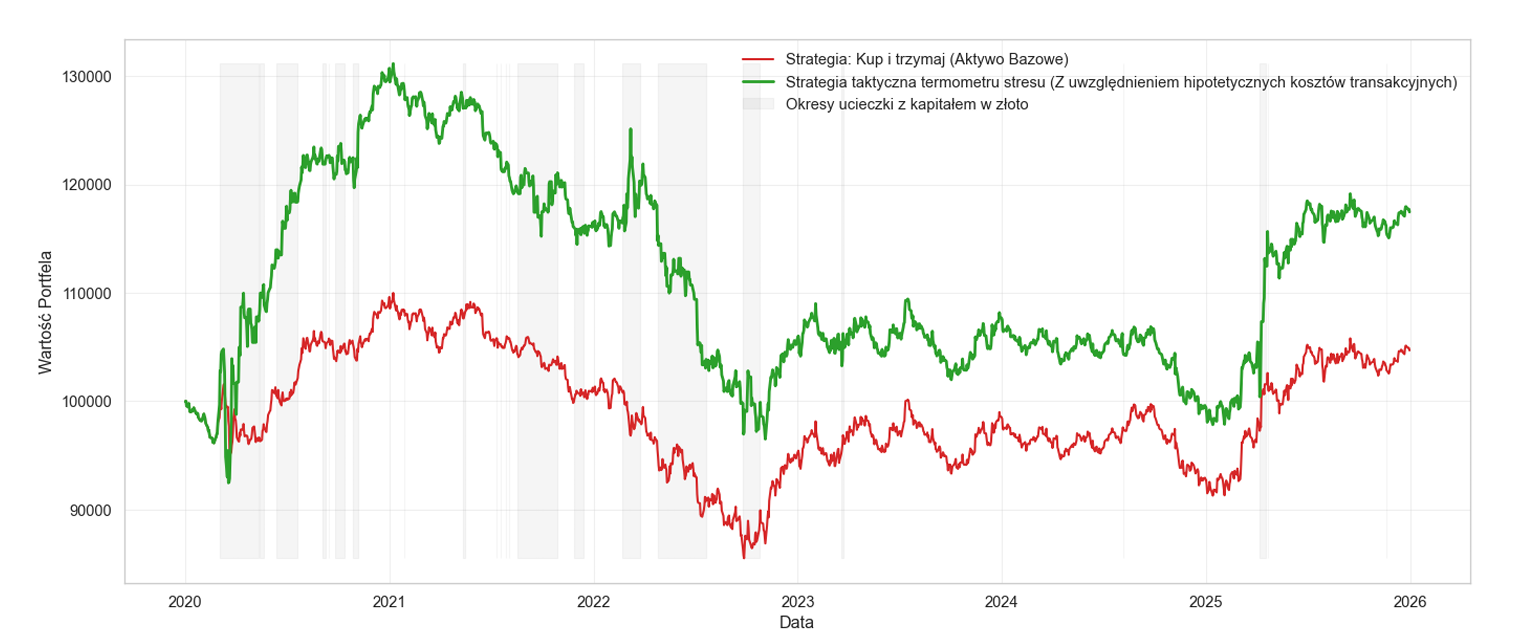 Strategia: Kup i trzymaj (Aktywo Bazowe)
Strategia taktyczna termometru stresu (Z uwzględnieniem hipotetycznych kosztów transakcyjnych)
Okresy ucieczki z kapitałem w złoto
Wartość Portfela
130000
120000
110000
100000
90000
2020
2021
2022
2023
2024
2025
2026
Data